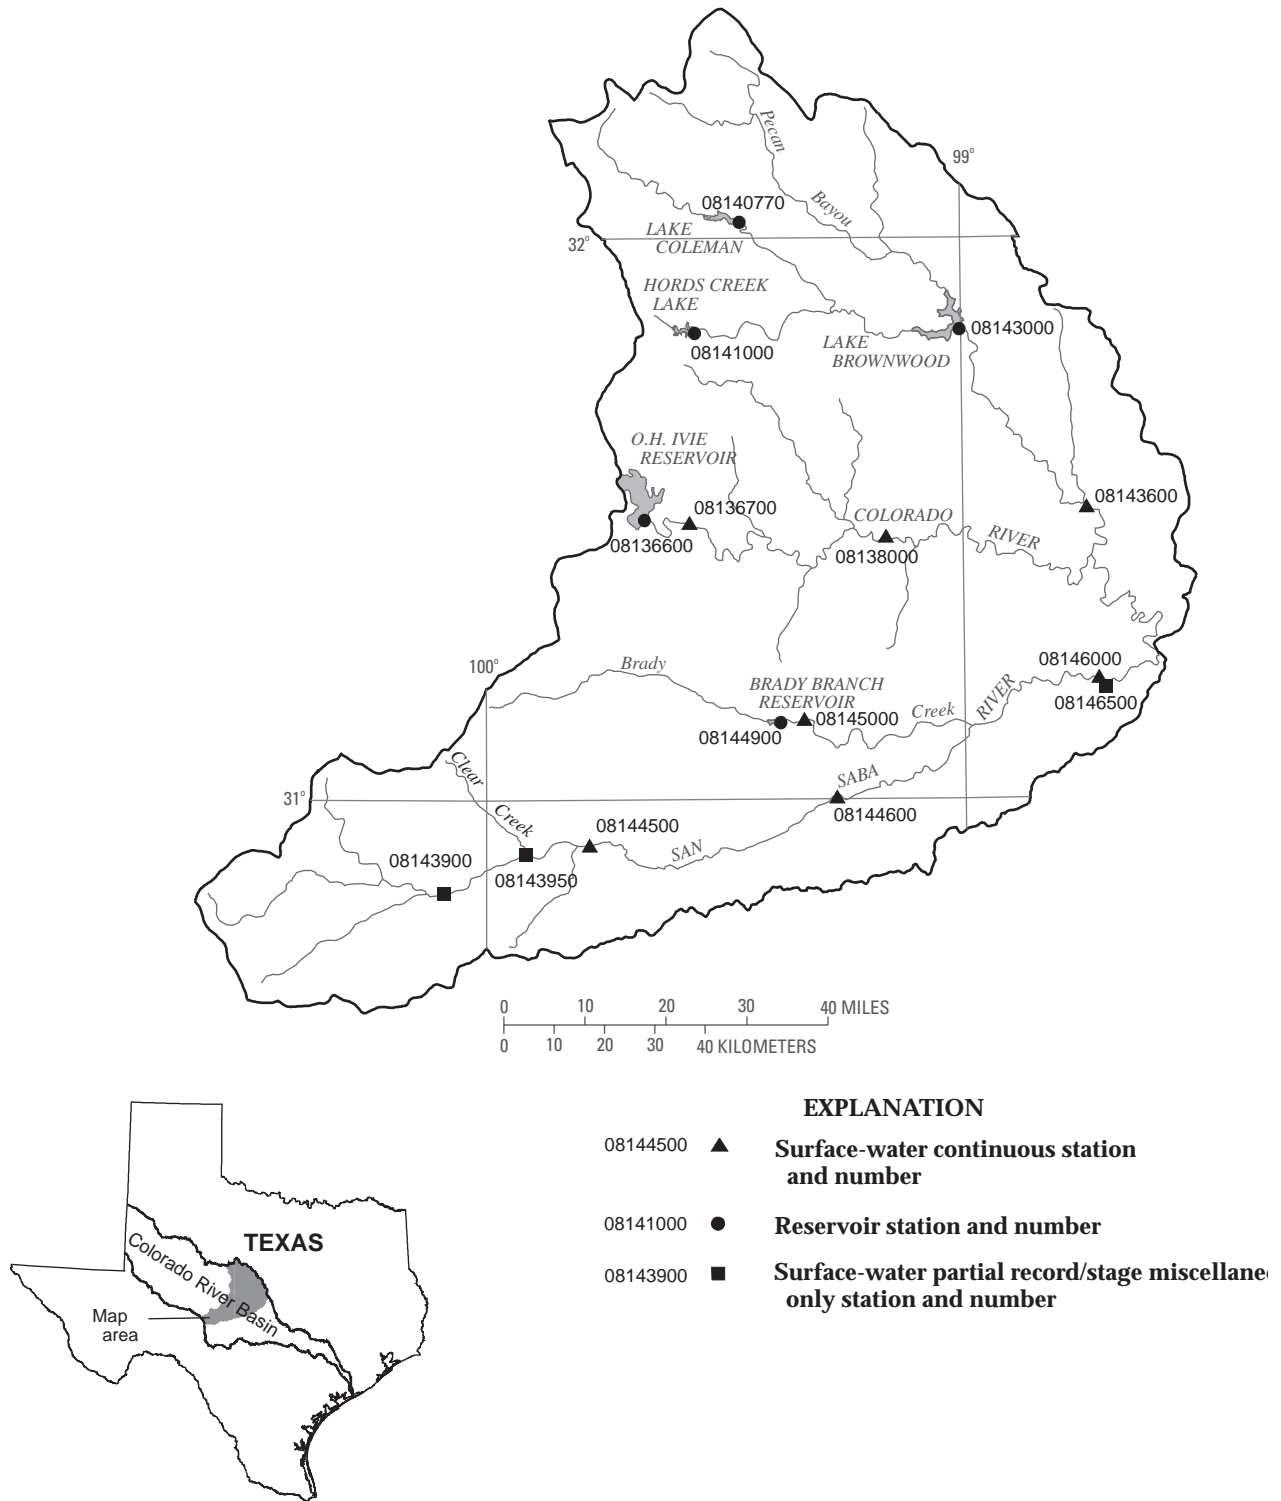 Pecan
99°
08140770
Bayou
LAKE
COLEMAN
32°
HORDS CREEK
LAKE
08143000
08141000
LAKE
BROWNWOOD
O.H. IVIE
RESERVOIR
08136700
08143600
COLORADO
RIVER
08136600
08138000
100°
Brady
08146000
BRADY BRANCH
RESERVOIR
RIVER
08146500
08145000
Creek
08144900
Clear
SABA
31°
Creek
08144500
08144600
SAN
08143900
08143950
0 10 20 30 40 MILES
0 10 20 30 40 KILOMETERS
EXPLANATION
08144500 Surface-water continuous station
and number
08141000 Reservoir station and number
08143900 Surface-water partial record/stage miscellane
only station and number
TEXAS
Colorado River Basin
Map
area